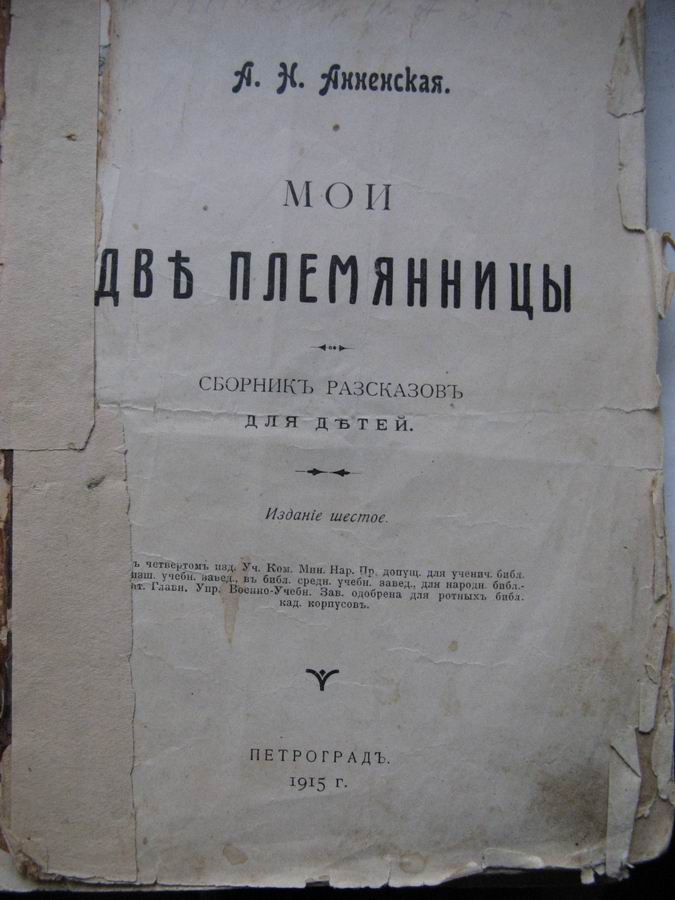 А. Н. Анненская.
МОИ
ДВѢ ПЛЕМЯННИЦЫ
СБОРНИКЪ РАЗСКАЗОВЪ
ДЛЯ ДѢТЕЙ.
Изданіе шестое.
четвертомъ изд. Уч. Ком. Мин. Нар. Пр. допущ. для ученич. библ.
учебн. завед., въ библ. средн. учебн. завед., для народн. библ.-
Главн. Упр. Военно-Учебн. Зав. одобрена для ротныхъ библ.
кад. корпусовъ.
ПЕТРОГРАДЪ.
1915 г.